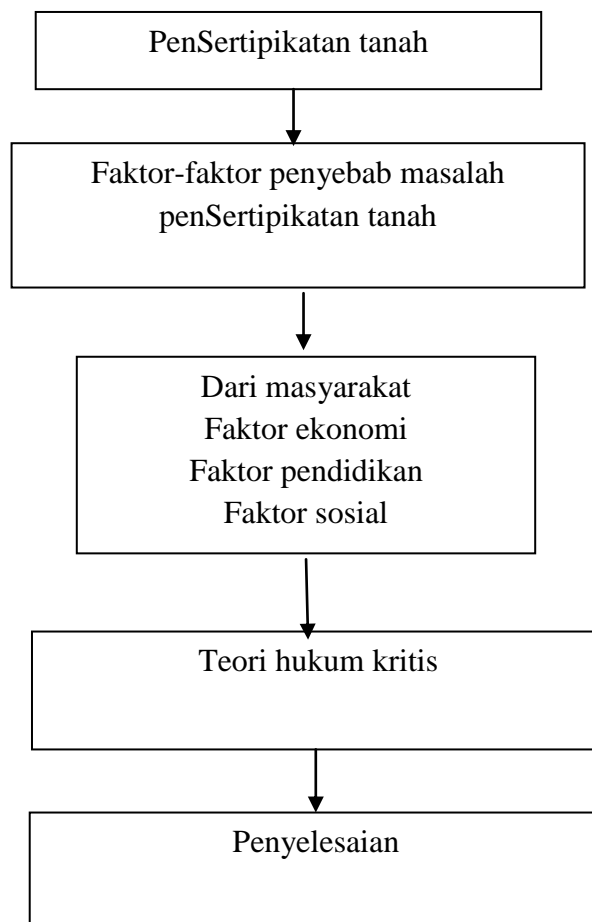 PenSertipikatan tanah
Faktor-faktor penyebab masalah
penSertipikatan tanah
Dari masyarakat
Faktor ekonomi
Faktor pendidikan
Faktor sosial
Teori hukum kritis
Penyelesaian